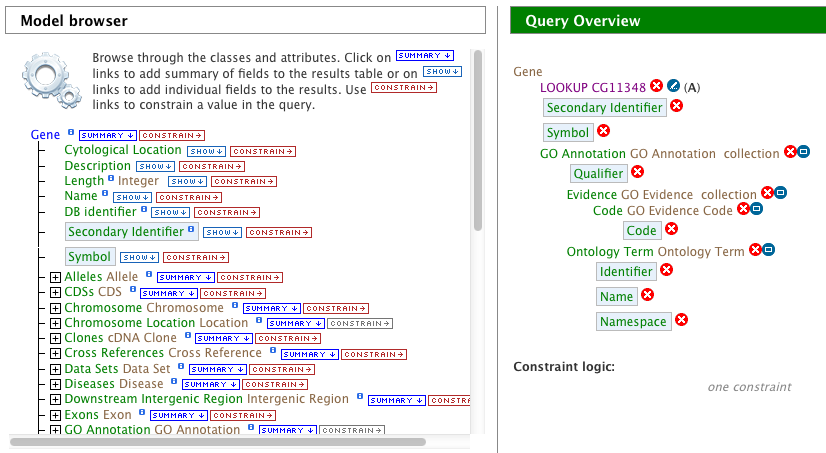 Model browser
Browse through the classes and attributes. Click on SUMMARY ↓
links to add summary of fields to the results table or on SHOW↓
links to add individual fields to the results. Use CONSTRAIN→
links to constrain a value in the query.
Gene i SUMMARY ↓ CONSTRAIN→
Cytological Location SHOW↓ CONSTRAIN→
Description SHOW↓ CONSTRAIN→
Length i Integer SHOW↓ CONSTRAIN→
Name i SHOW↓ CONSTRAIN→
DB identifier i SHOW↓ CONSTRAIN→
Secondary Identifier i SHOW↓ CONSTRAIN→
Symbol SHOW↓ CONSTRAIN→
Alleles Allele i SUMMARY ↓ CONSTRAIN→
CDSs CDS i SUMMARY ↓ CONSTRAIN→
Chromosome Chromosome i SUMMARY ↓ CONSTRAIN→
Chromosome Location Location i SUMMARY ↓ CONSTRAIN→
Clones cDNA Clone i SUMMARY ↓ CONSTRAIN→
Cross References Cross Reference i SUMMARY ↓ CONSTRAIN→
Data Sets Data Set i SUMMARY ↓ CONSTRAIN→
Diseases Disease i SUMMARY ↓ CONSTRAIN→
Downstream Intergenic Region Intergenic Region i SUMMARY ↓ CONSTRA
Exons Exon i SUMMARY ↓ CONSTRAIN→
GO Annotation GO Annotation i SUMMARY ↓ CONSTRAIN→
Query Overview
Gene
LOOKUP CG11348 (A)
Secondary Identifier
Symbol
GO Annotation GO Annotation collection
Qualifier
Evidence GO Evidence collection
Code GO Evidence Code
Code
Ontology Term Ontology Term
Identifier
Name
Namespace
Constraint logic:
one constraint